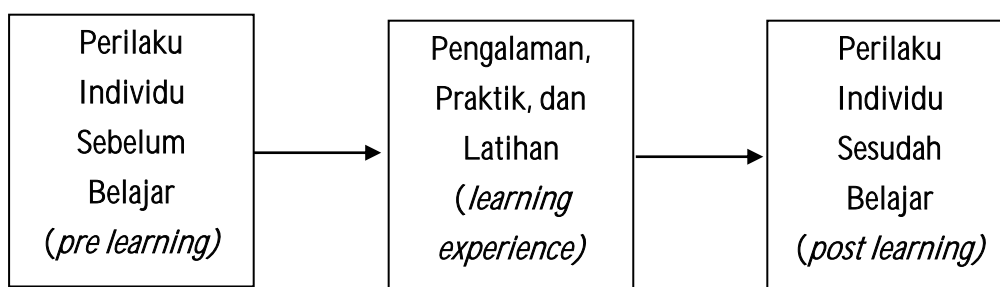 Perilaku
Individu
Sebelum
Belajar
(pre learning)
Pengalaman,
Praktik, dan
Latihan
(learning
experience)
Perilaku
Individu
Sesudah
Belajar
(post learning)